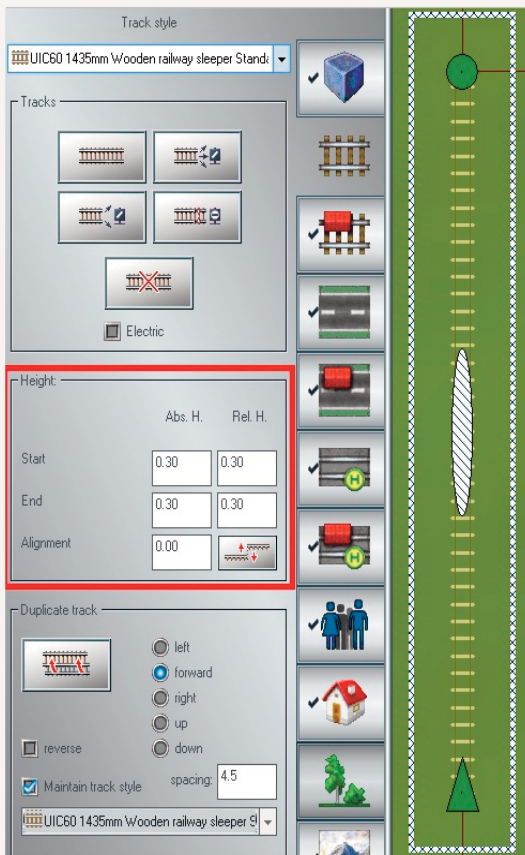 Track style
UIC60 1435mm Wooden railway sleeper Standa
Tracks
Electric
Height:
Abs. H. Rel. H.
Start 0.30 0.30
End 0.30 0.30
Alignment 0.00
Duplicate track
left
forward
right
up
reverse down
Maintain track style spacing: 4.5
UIC60 1435mm Wooden railway sleeper S
H
H